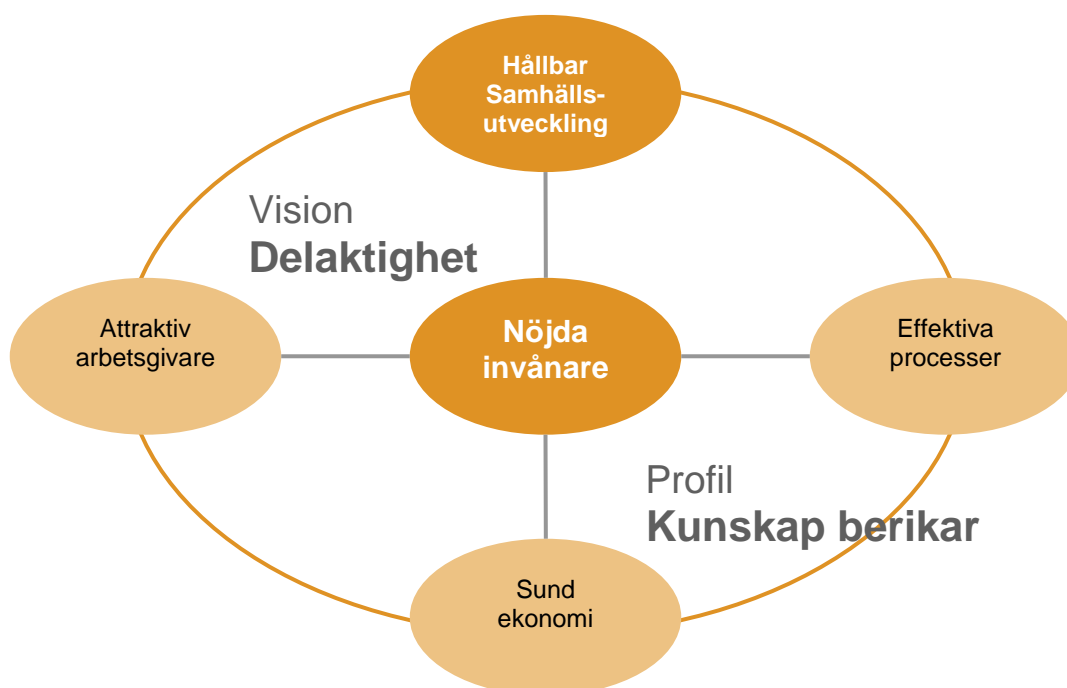 Hållbar
Samhälls-
utveckling
Vision
Delaktighet
Attraktiv
arbetsgivare
Nöjda
invånare
Effektiva
processer
Profil
Kunskap berikar
Sund
ekonomi